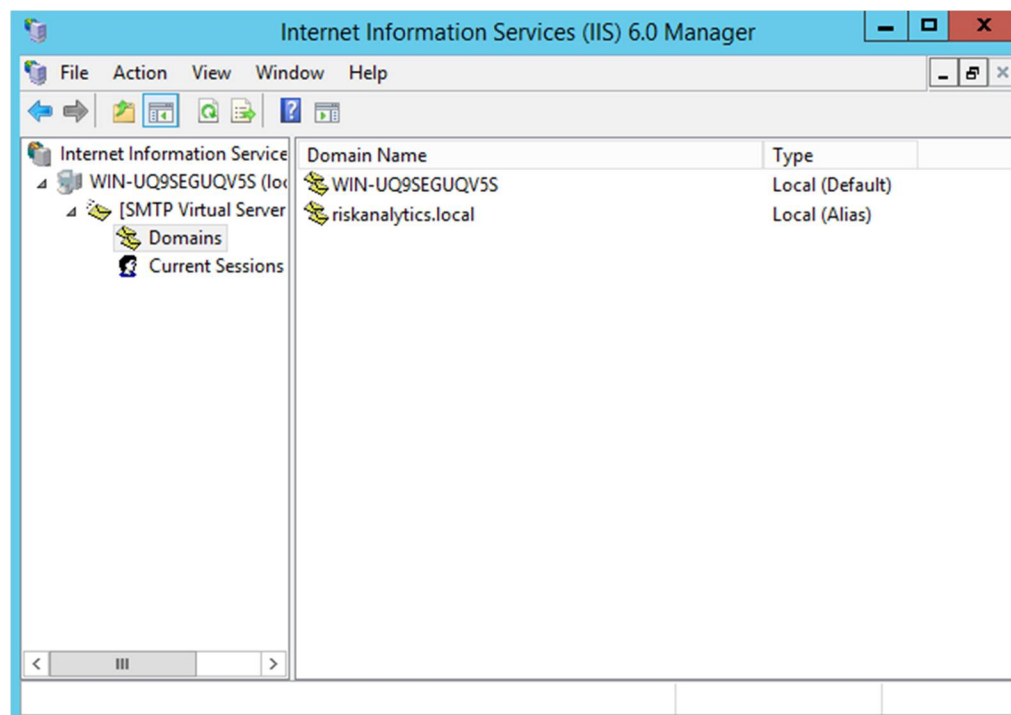 Internet Information Services (IIS) 6.0 Manager
File Action View Window Help
Internet Information Service
WIN-UQ9SEGUQV5S (loc
[SMTP Virtual Server
Domains
Current Sessions
Domain Name Type
WIN-UQ9SEGUQV5S Local (Default)
riskanalytics.local Local (Alias)